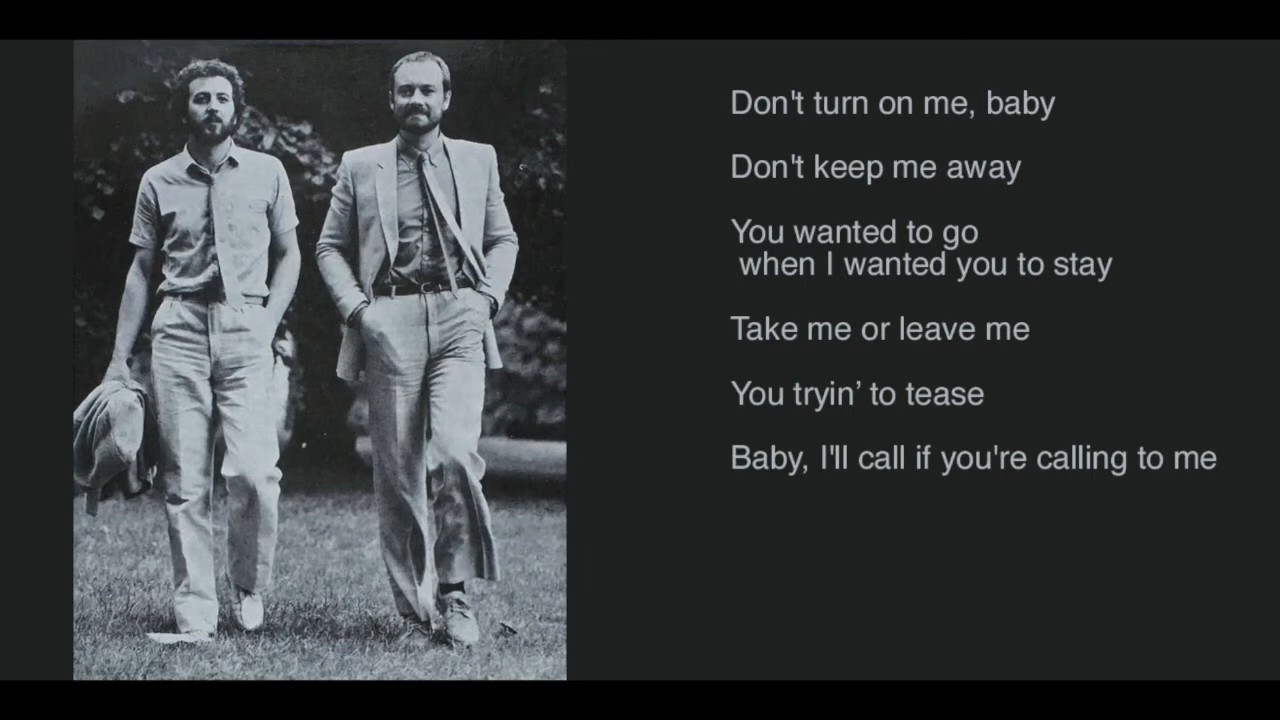 Don't turn on me, baby
Don't keep me away
You wanted to go
when I wanted you to stay
Take me or leave me
You tryin’ to tease
Baby, I'll call if you're calling to me